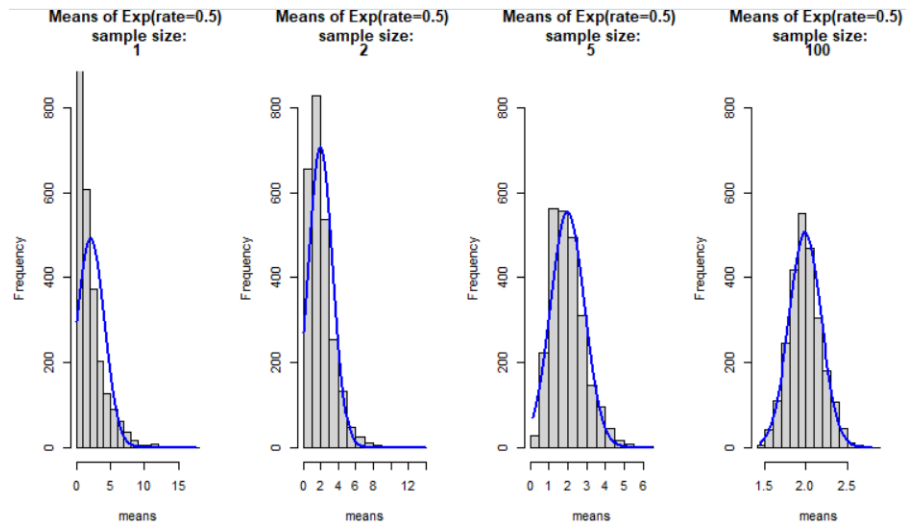 Means of Exp(rate=0.5)
sample size:
1
Frequency
800
600
400
200
0
0 5 10 15
means
Means of Exp(rate=0.5)
sample size:
2
Frequency
800
600
400
200
0
0 2 4 6 8 12
means
Means of Exp(rate=0.5)
sample size:
5
Frequency
800
600
400
200
0
0 1 2 3 4 5 6
means
Means of Exp(rate=0.5)
sample size:
100
Frequency
800
600
400
200
0
1.5 2.0 2.5
means